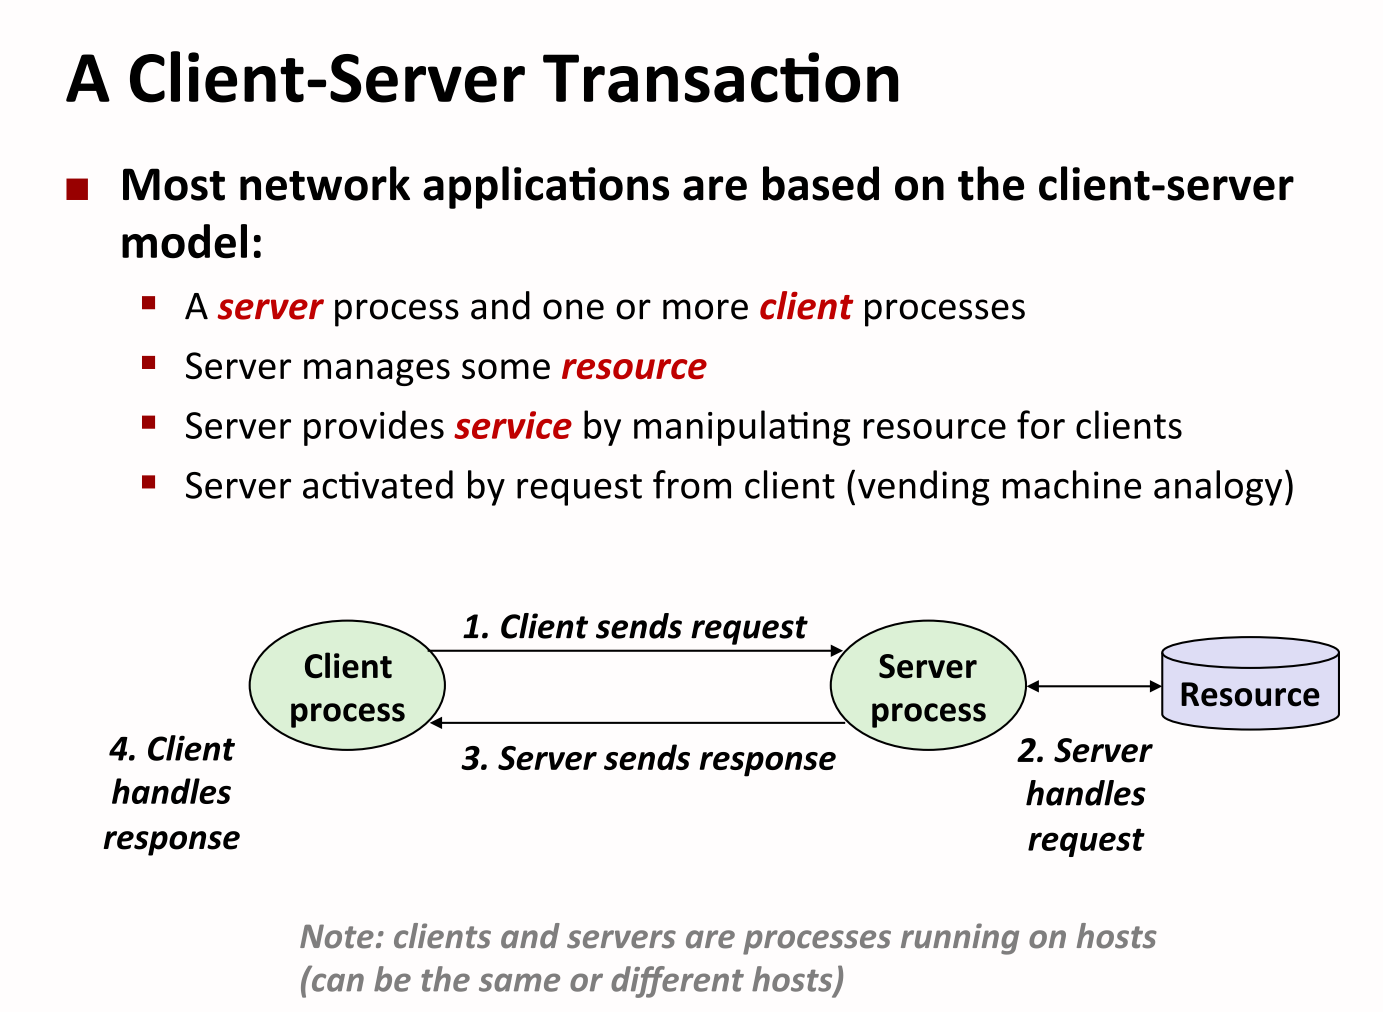 A Client-Server Transaction
Most network applications are based on the client-server
model:
A server process and one or more client processes
Server manages some resource
Server provides service by manipulating resource for clients
Server activated by request from client (vending machine analogy)
1. Client sends request
Client
process
Server
process
Resource
3. Server sends response
4. Client
handles
response
2. Server
handles
request
Note: clients and servers are processes running on hosts
(can be the same or different hosts)